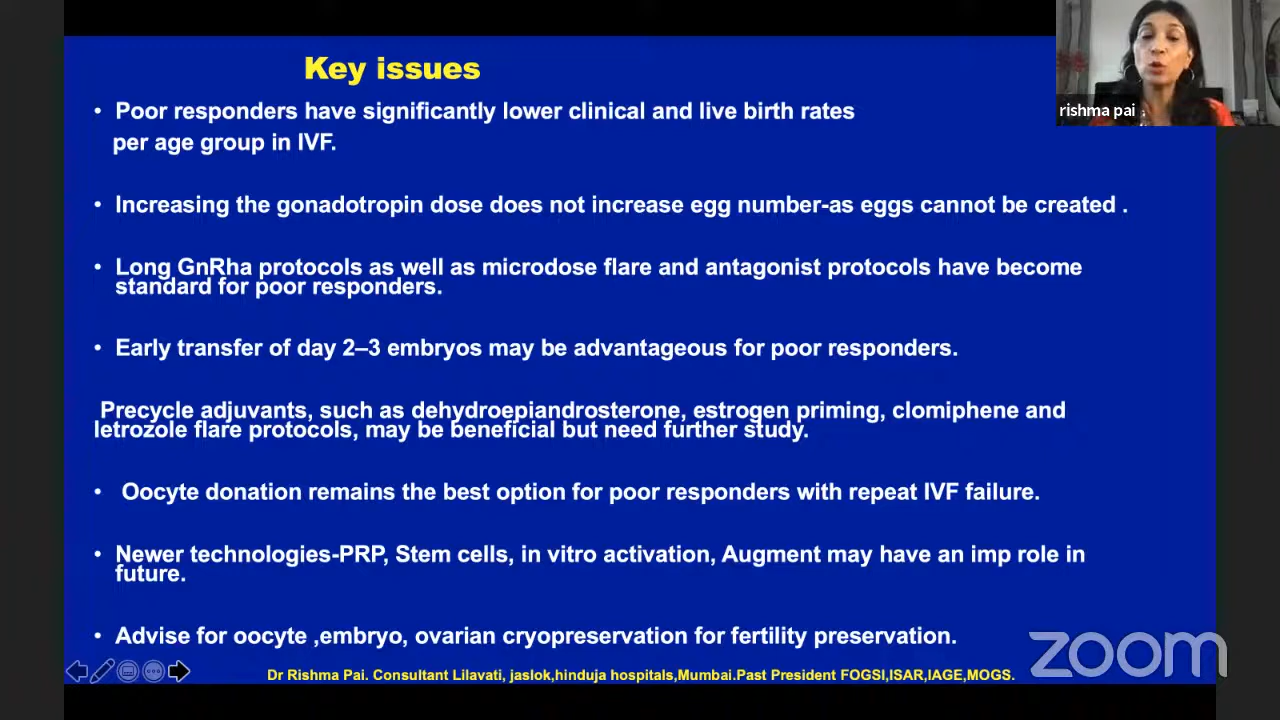 Key issues
rishma pai
• Poor responders have significantly lower clinical and live birth rates
per age group in IVF.
• Increasing the gonadotropin dose does not increase egg number-as eggs cannot be created .
• Long GnRha protocols as well as microdose flare and antagonist protocols have become
standard for poor responders.
• Early transfer of day 2–3 embryos may be advantageous for poor responders.
Precycle adjuvants, such as dehydroepiandrosterone, estrogen priming, clomiphene and
letrozole flare protocols, may be beneficial but need further study.
• Oocyte donation remains the best option for poor responders with repeat IVF failure.
• Newer technologies-PRP, Stem cells, in vitro activation, Augment may have an imp role in
future.
• Advise for oocyte ,embryo, ovarian cryopreservation for fertility preservation.
zoom
Dr Rishma Pai. Consultant Lilavati, jaslok,hinduja hospitals,Mumbai.Past President FOGSI,ISAR,IAGE,MOGS.